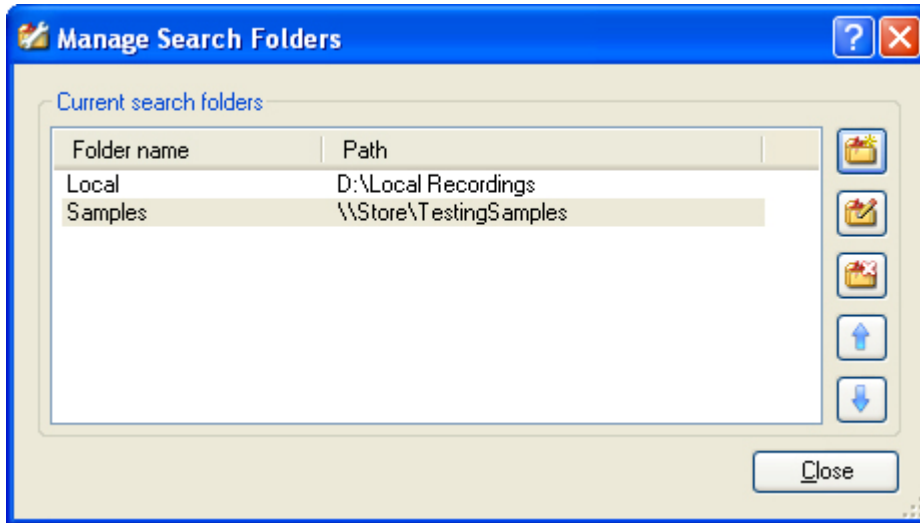 Manage Search Folders
Current search folders
Folder name Path
Local D:\Local Recordings
Samples \\Store\TestingSamples
Close